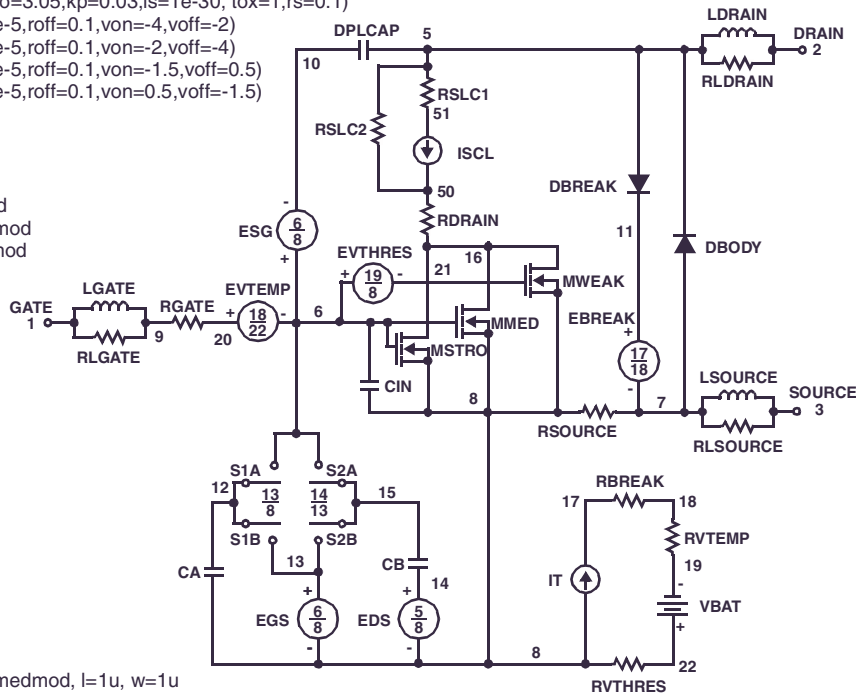 o=3.05,kp=0.03,is=1e-30, tox=1,rs=0.1)
e-5,roff=0.1,von=-4,voff=-2)
e-5,roff=0.1,von=-2,voff=-4)
e-5,roff=0.1,von=-1.5,voff=0.5)
e-5,roff=0.1,von=0.5,voff=-1.5)
d
mod
mod
medmod, l=1u, w=1u
LDRAIN
DPLCAP 5 DRAIN
10 2
RLDRAIN
RSLC1
51
RSLC2
ISCL
50
DBREAK
RDRAIN
-
ESG 6/8
+
11
DBODY
EVTHRES 16
+ 19/8 - 21
MWEAK
LGATE
GATE RGATE EVTEMP
1 9 20 + 18/22 - 6
RLGATE
MMED
EBREAK
+
17/18
-
MSTRO
CIN
8 7
LSOURCE
SOURCE
3
RSOURCE
RLSOURCE
S1A S2A
12 13/8 14/13 15
S1B S2B
13
CA CB
+ + 14
EGS 6/8 EDS 5/8
- -
RBREAK
17 18
RVTEMP
19
IT
-
VBAT
+
8 22
RVTHRES